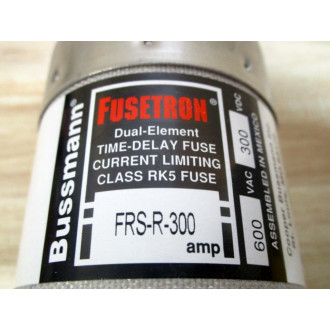 Bussmann®
FUSETRON®
Dual-Element
TIME-DELAY FUSE
CURRENT LIMITING
CLASS RK5 FUSE
FRS-R-300
amp
600 VAC 300 VDC
ASSEMBLED IN MEXICO